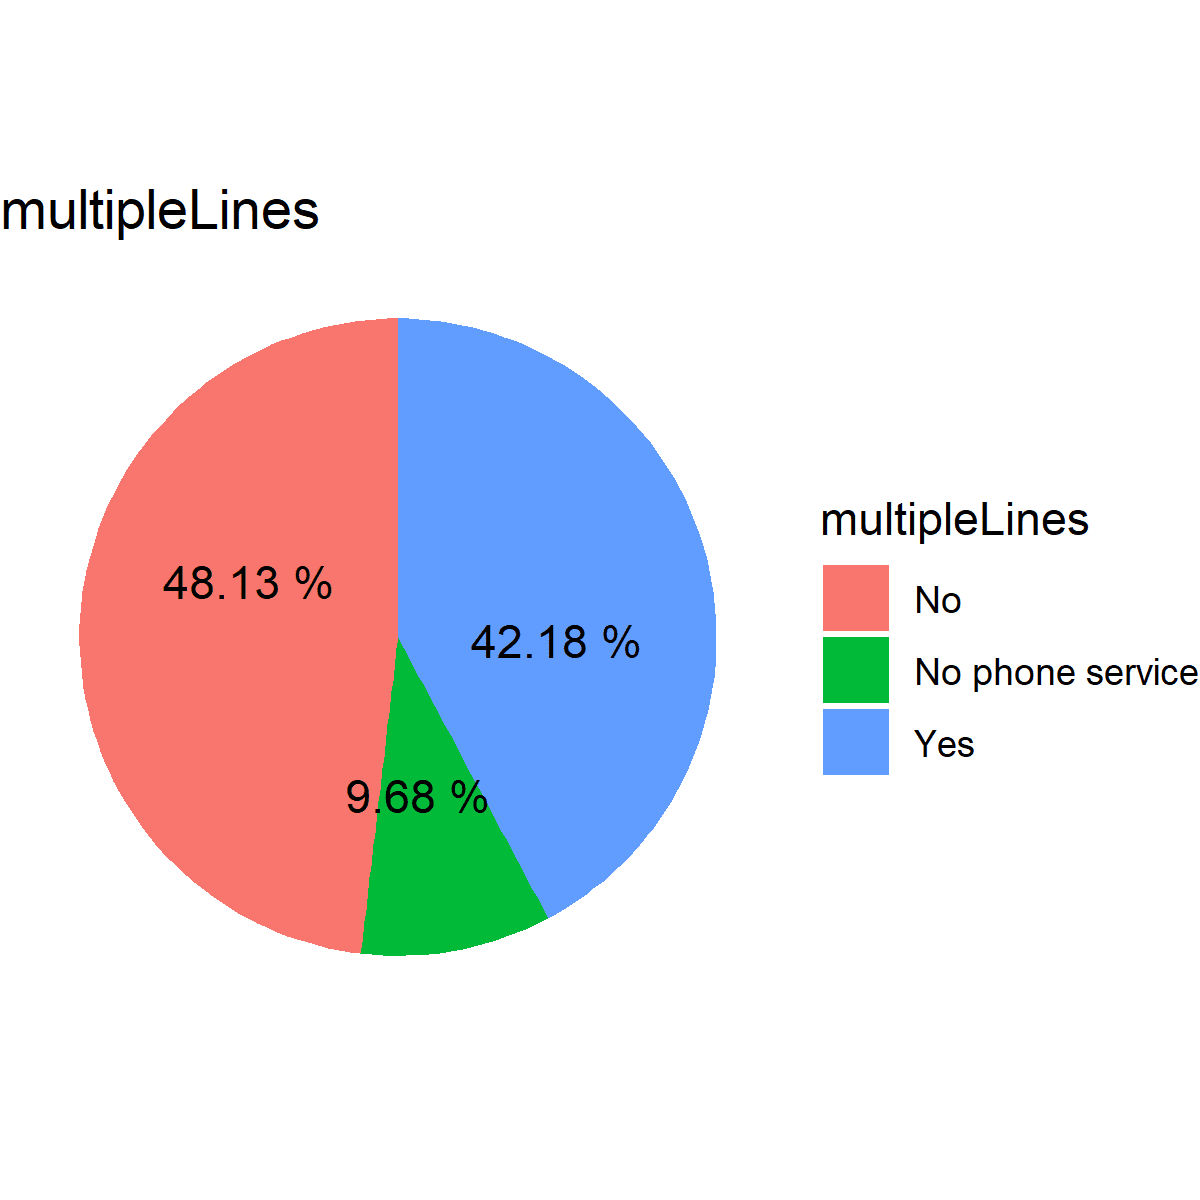 multipleLines
48.13 %
42.18 %
9.68 %
multipleLines
No
No phone service
Yes